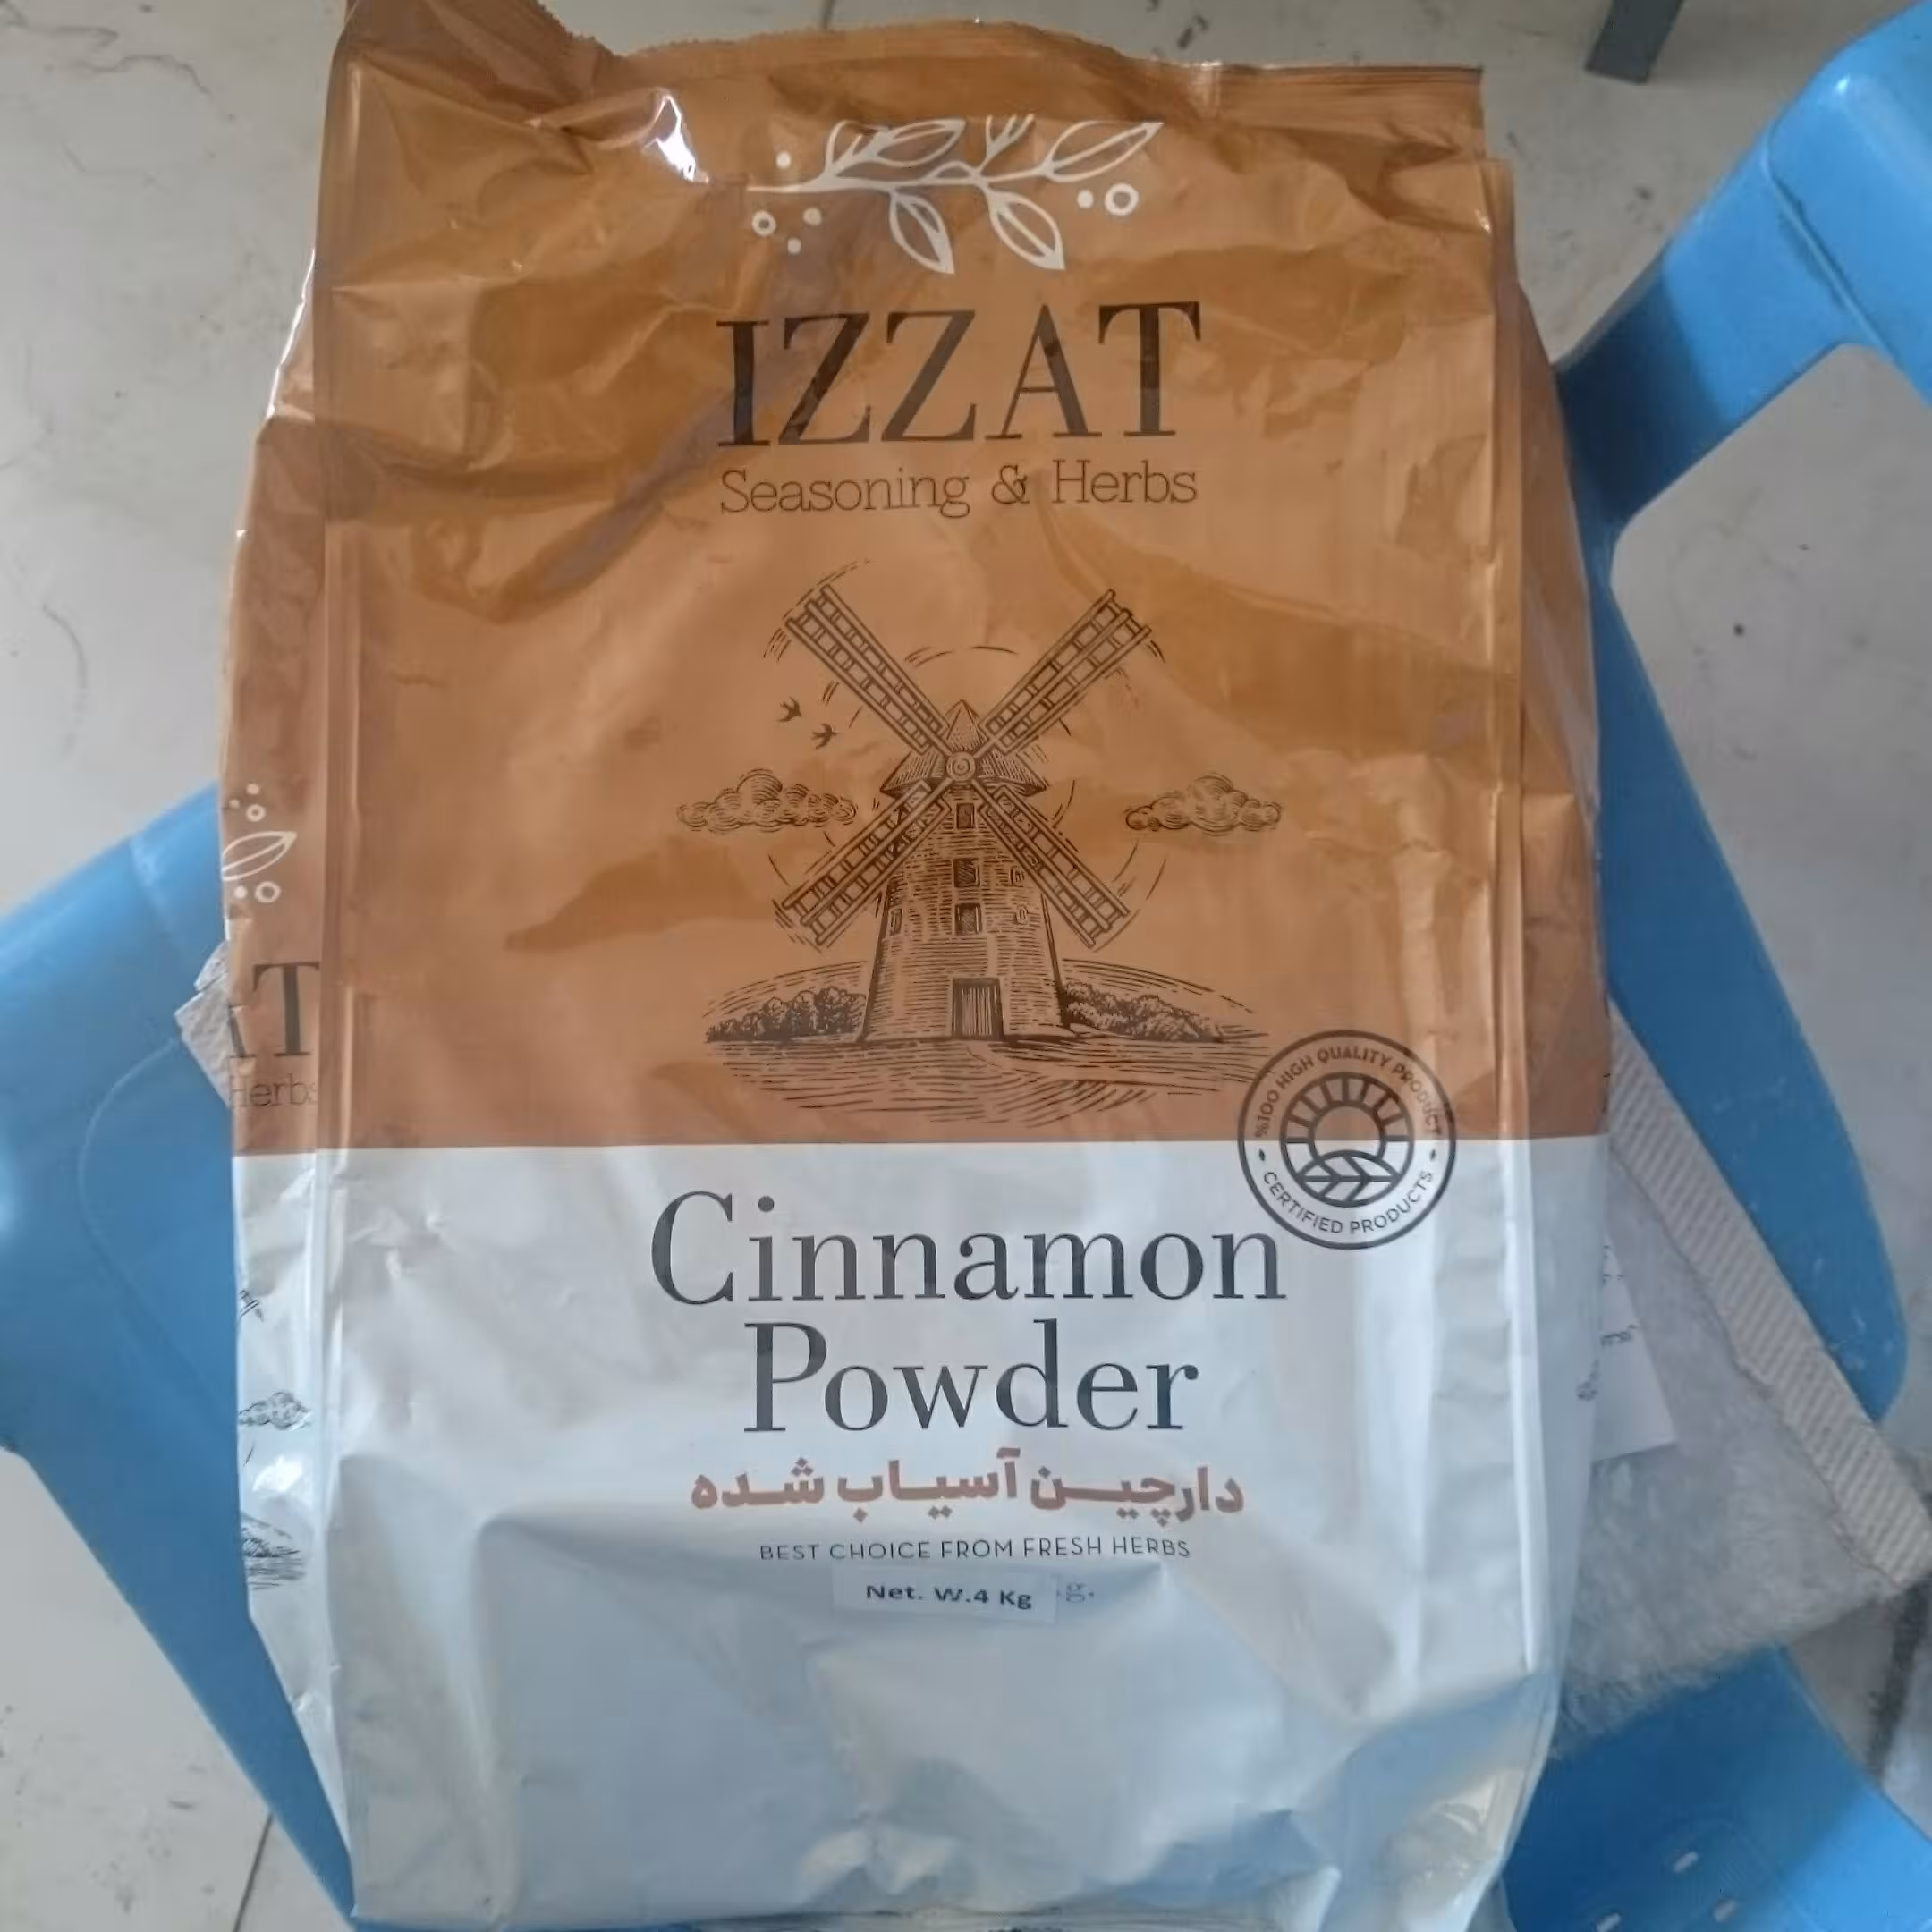 IZZAT
Seasoning & Herbs
%100 HIGH QUALITY PRODUCT
CERTIFIED PRODUCTS
Cinnamon
Powder
دارچین آسیاب شده
BEST CHOICE FROM FRESH HERBS
Net. W.4 Kg
g.
Herbs